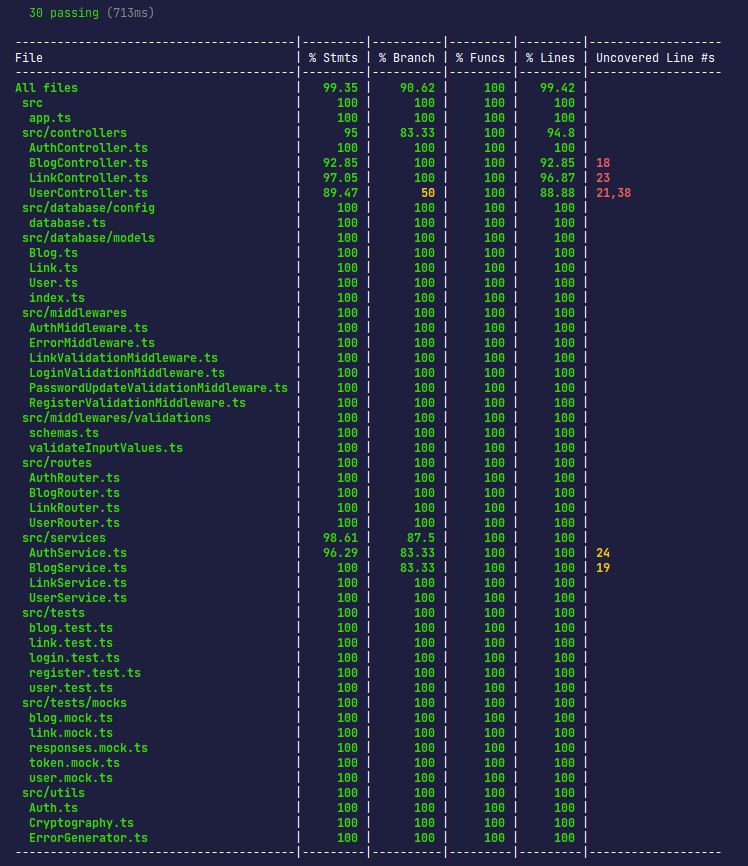 30 passing (713ms)
----------------------------------------|---------|----------|---------|---------|-------------------
File                                    | % Stmts | % Branch | % Funcs | % Lines | Uncovered Line #s
----------------------------------------|---------|----------|---------|---------|-------------------
All files                               |   99.35 |    90.62 |     100 |   99.42 |
 src                                    |     100 |      100 |     100 |     100 |
  app.ts                                |     100 |      100 |     100 |     100 |
 src/controllers                        |      95 |    83.33 |     100 |    94.8 |
  AuthController.ts                     |     100 |      100 |     100 |     100 |
  BlogController.ts                     |   92.85 |      100 |     100 |   92.85 | 18
  LinkController.ts                     |   97.05 |      100 |     100 |   96.87 | 23
  UserController.ts                     |   89.47 |       50 |     100 |   88.88 | 21,38
 src/database/config                    |     100 |      100 |     100 |     100 |
  database.ts                           |     100 |      100 |     100 |     100 |
 src/database/models                    |     100 |      100 |     100 |     100 |
  Blog.ts                               |     100 |      100 |     100 |     100 |
  Link.ts                               |     100 |      100 |     100 |     100 |
  User.ts                               |     100 |      100 |     100 |     100 |
  index.ts                              |     100 |      100 |     100 |     100 |
 src/middlewares                        |     100 |      100 |     100 |     100 |
  AuthMiddleware.ts                     |     100 |      100 |     100 |     100 |
  ErrorMiddleware.ts                    |     100 |      100 |     100 |     100 |
  LinkValidationMiddleware.ts           |     100 |      100 |     100 |     100 |
  LoginValidationMiddleware.ts          |     100 |      100 |     100 |     100 |
  PasswordUpdateValidationMiddleware.ts |     100 |      100 |     100 |     100 |
  RegisterValidationMiddleware.ts       |     100 |      100 |     100 |     100 |
 src/middlewares/validations            |     100 |      100 |     100 |     100 |
  schemas.ts                            |     100 |      100 |     100 |     100 |
  validateInputValues.ts                |     100 |      100 |     100 |     100 |
 src/routes                             |     100 |      100 |     100 |     100 |
  AuthRouter.ts                         |     100 |      100 |     100 |     100 |
  BlogRouter.ts                         |     100 |      100 |     100 |     100 |
  LinkRouter.ts                         |     100 |      100 |     100 |     100 |
  UserRouter.ts                         |     100 |      100 |     100 |     100 |
 src/services                           |   98.61 |     87.5 |     100 |     100 |
  AuthService.ts                        |   96.29 |    83.33 |     100 |     100 | 24
  BlogService.ts                        |     100 |    83.33 |     100 |     100 | 19
  LinkService.ts                        |     100 |      100 |     100 |     100 |
  UserService.ts                        |     100 |      100 |     100 |     100 |
 src/tests                              |     100 |      100 |     100 |     100 |
  blog.test.ts                          |     100 |      100 |     100 |     100 |
  link.test.ts                          |     100 |      100 |     100 |     100 |
  login.test.ts                         |     100 |      100 |     100 |     100 |
  register.test.ts                      |     100 |      100 |     100 |     100 |
  user.test.ts                          |     100 |      100 |     100 |     100 |
 src/tests/mocks                        |     100 |      100 |     100 |     100 |
  blog.mock.ts                          |     100 |      100 |     100 |     100 |
  link.mock.ts                          |     100 |      100 |     100 |     100 |
  responses.mock.ts                     |     100 |      100 |     100 |     100 |
  token.mock.ts                         |     100 |      100 |     100 |     100 |
  user.mock.ts                          |     100 |      100 |     100 |     100 |
 src/utils                              |     100 |      100 |     100 |     100 |
  Auth.ts                               |     100 |      100 |     100 |     100 |
  Cryptography.ts                       |     100 |      100 |     100 |     100 |
  ErrorGenerator.ts                     |     100 |      100 |     100 |     100 |
----------------------------------------|---------|----------|---------|---------|-------------------